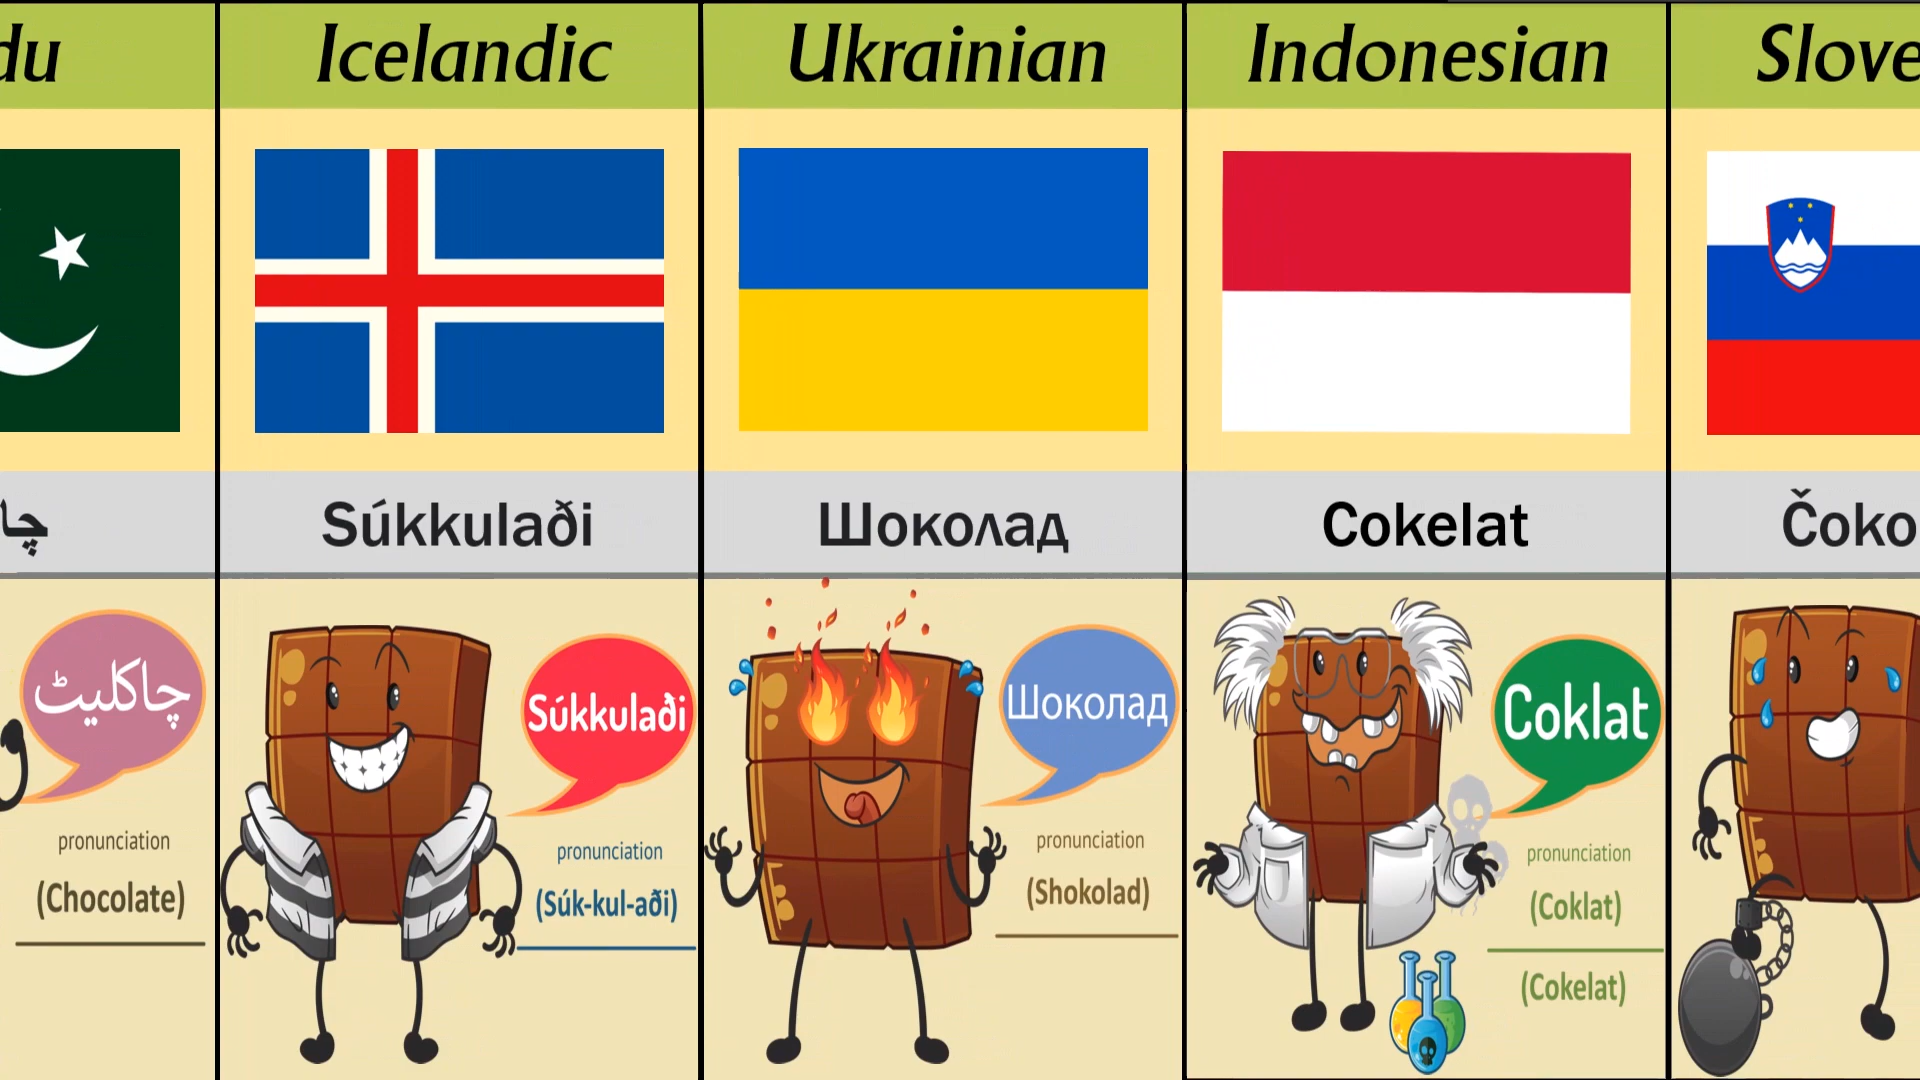 du
Icelandic
Ukrainian
Indonesian
Slove
چا
Súkkulaði
Шоколад
Cokelat
Čoko
چاکلیٹ
pronunciation
(Chocolate)
Súkkulaði
pronunciation
(Súk-kul-aði)
Шоколад
pronunciation
(Shokolad)
Coklat
pronunciation
(Coklat)
(Cokelat)